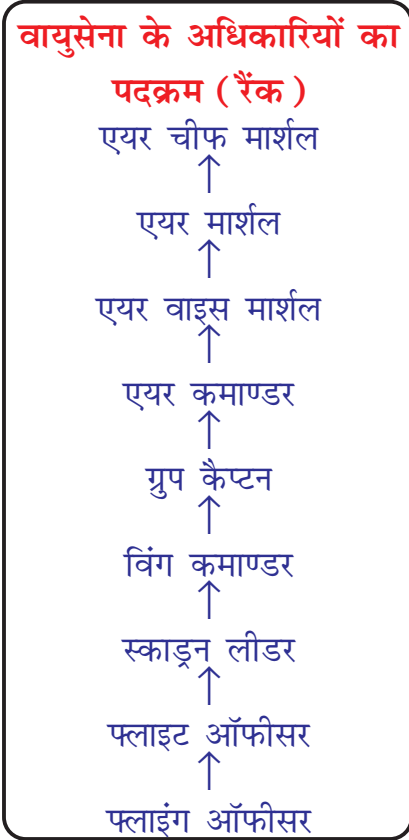 वायुसेना के अधिकारियों का
पदक्रम ( रैंक )
एयर चीफ मार्शल
↑
एयर मार्शल
↑
एयर वाइस मार्शल
↑
एयर कमाण्डर
↑
ग्रुप कैप्टन
↑
विंग कमाण्डर
↑
स्काड्रन लीडर
↑
फ्लाइट ऑफीसर
↑
फ्लाइंग ऑफीसर